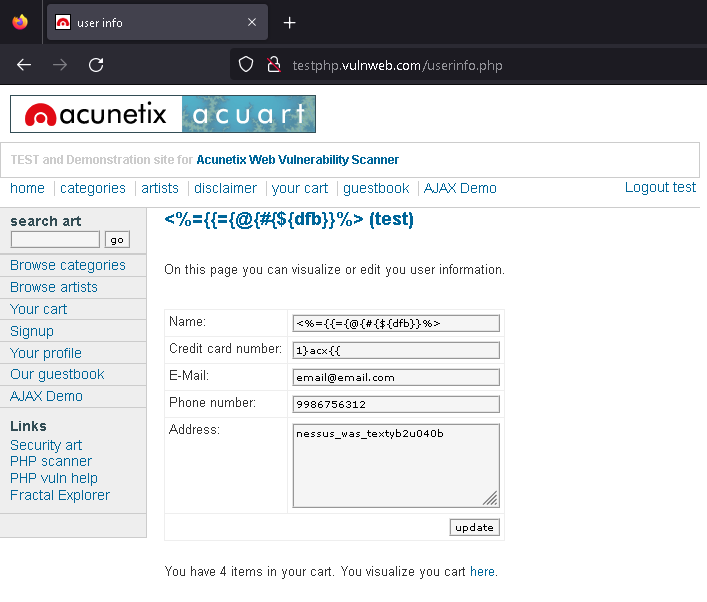 user info
testphp.vulnweb.com/userinfo.php
acunetix acuart
TEST and Demonstration site for Acunetix Web Vulnerability Scanner
home categories artists disclaimer your cart guestbook AJAX Demo Logout test
search art
go
Browse categories
Browse artists
Your cart
Signup
Your profile
Our guestbook
AJAX Demo
Links
Security art
PHP scanner
PHP vuln help
Fractal Explorer
<%={{={@{#{${dfb}}%> (test)
On this page you can visualize or edit you user information.
Name: <%={{={@{#{${dfb}}%>
Credit card number: 1}acx{{
E-Mail: email@email.com
Phone number: 9986756312
Address: nessus_was_textyb2u040b
update
You have 4 items in your cart. You visualize you cart here.